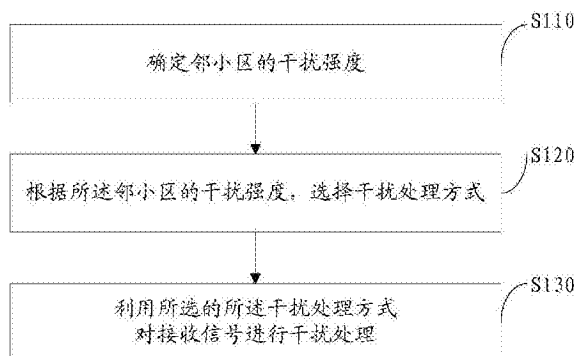 S110
确定邻小区的干扰强度
S120
根据所述邻小区的干扰强度，选择干扰处理方式
S130
利用所选的所述干扰处理方式
对接收信号进行干扰处理